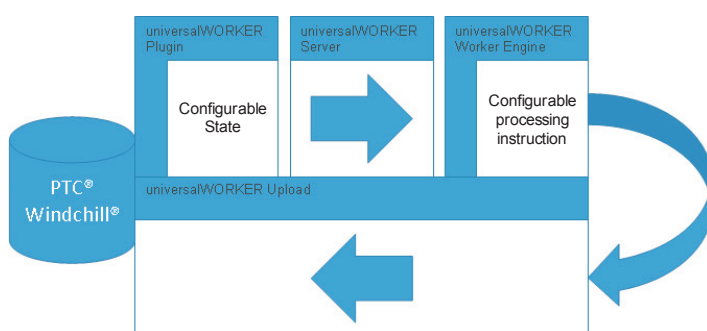 universalWORKER
Plugin
universalWORKER
Server
universalWORKER
Worker Engine
Configurable
State
Configurable
processing
instruction
PTC®
Windchill®
universalWORKER Upload